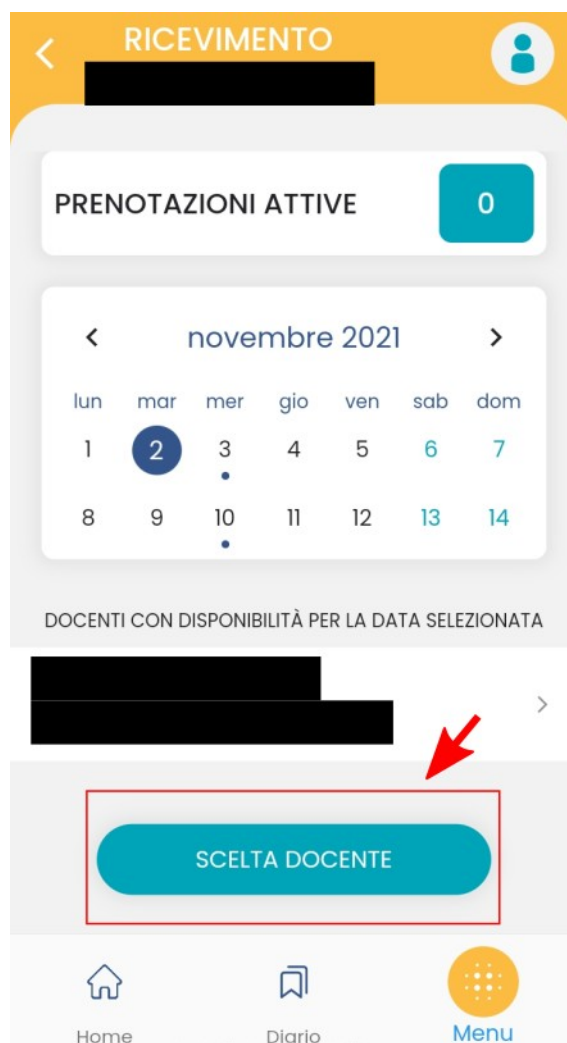 RICEVIMENTO
PRENOTAZIONI ATTIVE 0
novembre 2021
lun mar mer gio ven sab dom
1 2 3 4 5 6 7
8 9 10 11 12 13 14
DOCENTI CON DISPONIBILITÀ PER LA DATA SELEZIONATA
SCELTA DOCENTE
Home Diario Menu